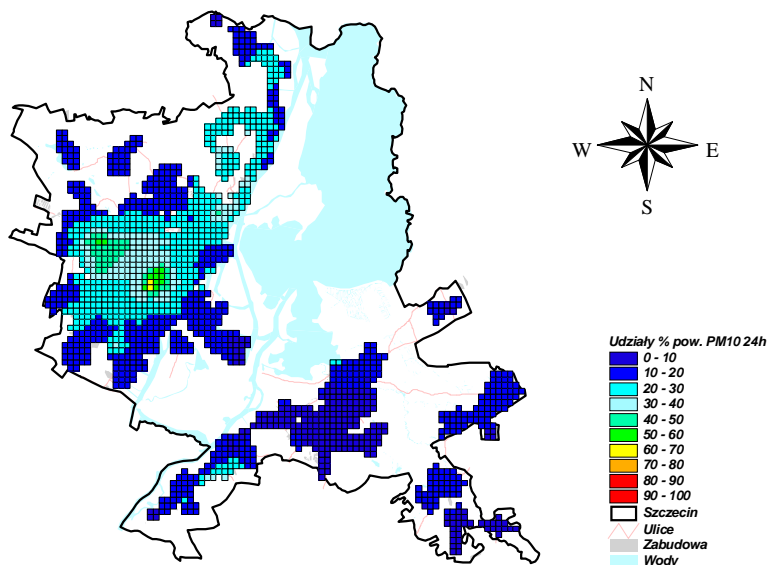 N
W E
S
Udziały % pow. PM10 24h
0 - 10
10 - 20
20 - 30
30 - 40
40 - 50
50 - 60
60 - 70
70 - 80
80 - 90
90 - 100
Szczecin
Ulice
Zabudowa
Wody